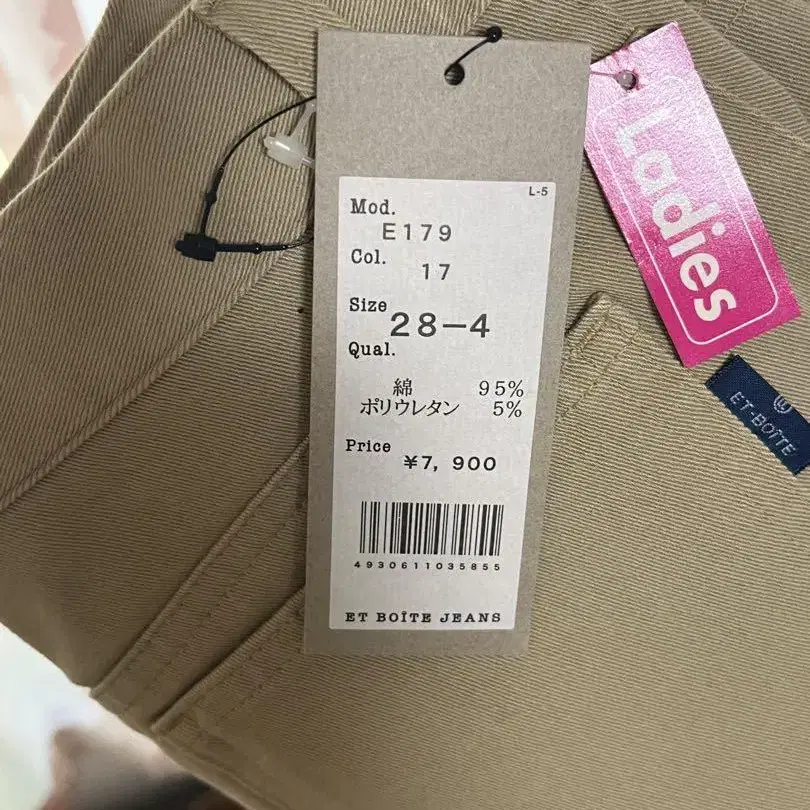 L-5
Mod.
E179
Col.
17
Size
28-4
Qual.
綿 95%
ポリウレタン 5%
Price
¥7,900
4930611035855
ET BOÎTE JEANS
Ladies
ET-BOÎTE